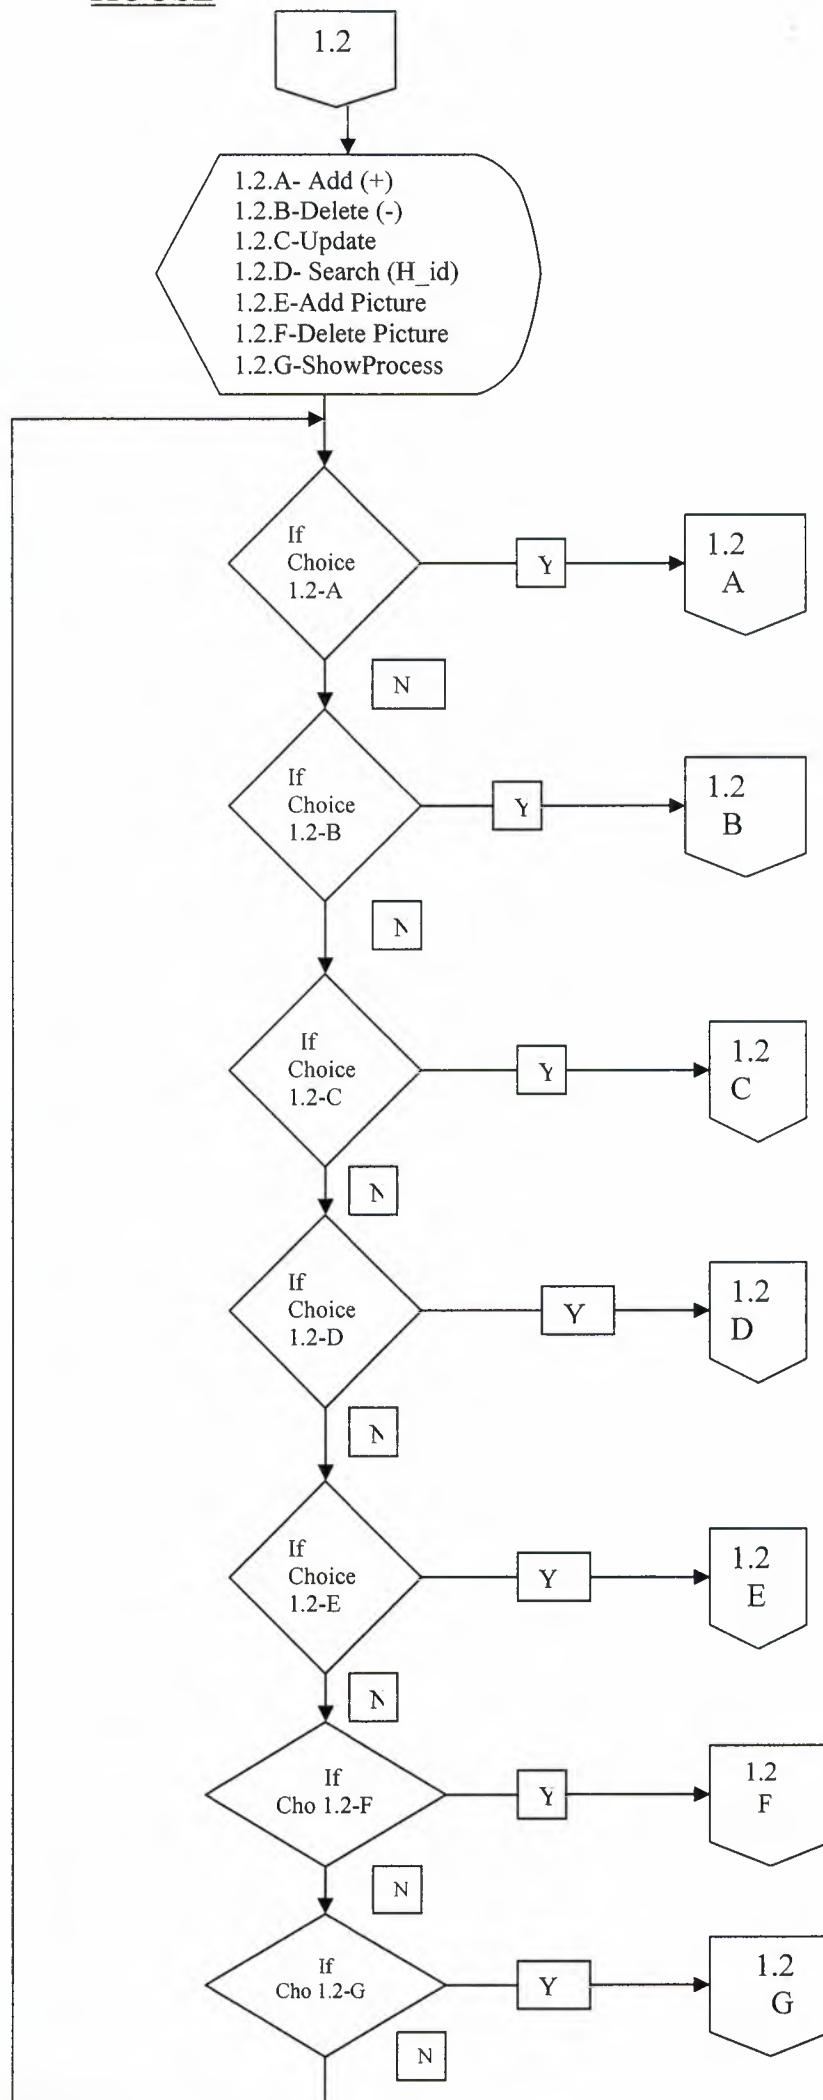 1.2
1.2.A- Add (+)
1.2.B-Delete (-)
1.2.C-Update
1.2.D- Search (H_id)
1.2.E-Add Picture
1.2.F-Delete Picture
1.2.G-ShowProcess
If
Choice
1.2-A
Y
1.2
A
N
If
Choice
1.2-B
Y
1.2
B
N
If
Choice
1.2-C
Y
1.2
C
N
If
Choice
1.2-D
Y
1.2
D
N
If
Choice
1.2-E
Y
1.2
E
N
If
Cho 1.2-F
Y
1.2
F
N
If
Cho 1.2-G
Y
1.2
G
N